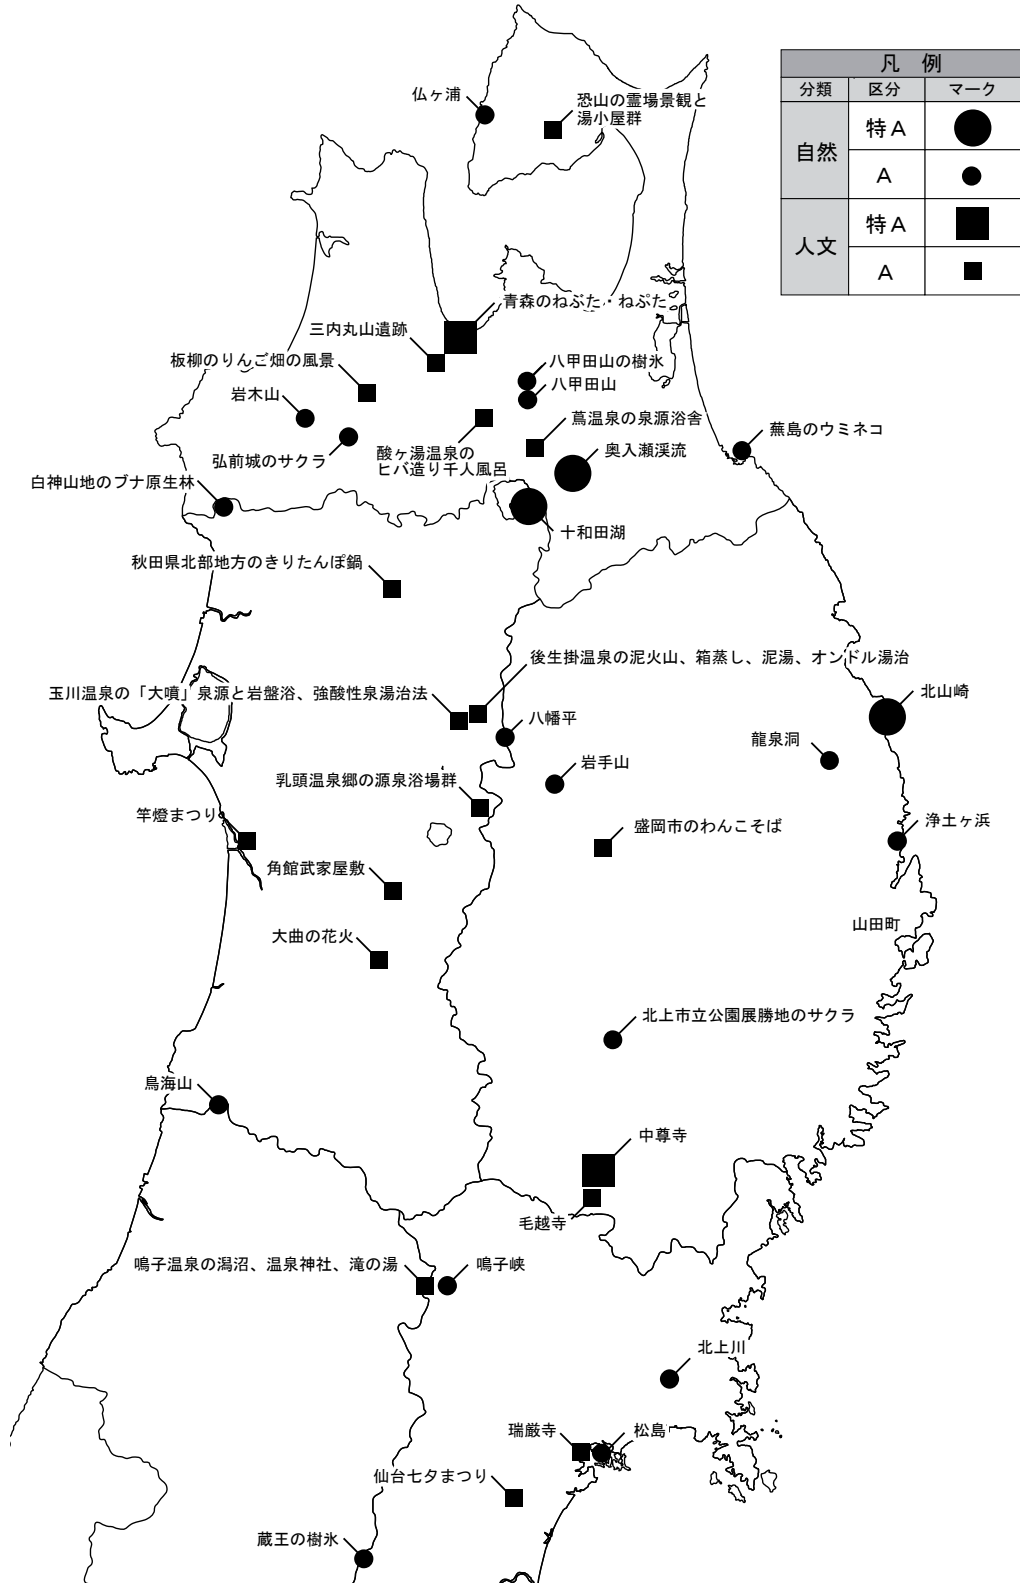 凡　例
分類 区分 マーク
自然
特A
A
人文
特A
A
仏ヶ浦
恐山の霊場景観と
湯小屋群
青森のねぶた・ねぷた
三内丸山遺跡
板柳のりんご畑の風景
八甲田山の樹氷
八甲田山
岩木山
蔦温泉の泉源浴舎
蕪島のウミネコ
弘前城のサクラ
酸ヶ湯温泉の
ヒバ造り千人風呂
奥入瀬渓流
白神山地のブナ原生林
十和田湖
秋田県北部地方のきりたんぽ鍋
後生掛温泉の泥火山、箱蒸し、泥湯、オンドル湯治
玉川温泉の「大噴」泉源と岩盤浴、強酸性泉湯治法
北山崎
八幡平
龍泉洞
岩手山
乳頭温泉郷の源泉浴場群
竿燈まつり
盛岡市のわんこそば
浄土ヶ浜
角館武家屋敷
山田町
大曲の花火
北上市立公園展勝地のサクラ
鳥海山
中尊寺
毛越寺
鳴子温泉の潟沼、温泉神社、滝の湯
鳴子峡
北上川
瑞厳寺
松島
仙台七夕まつり
蔵王の樹氷